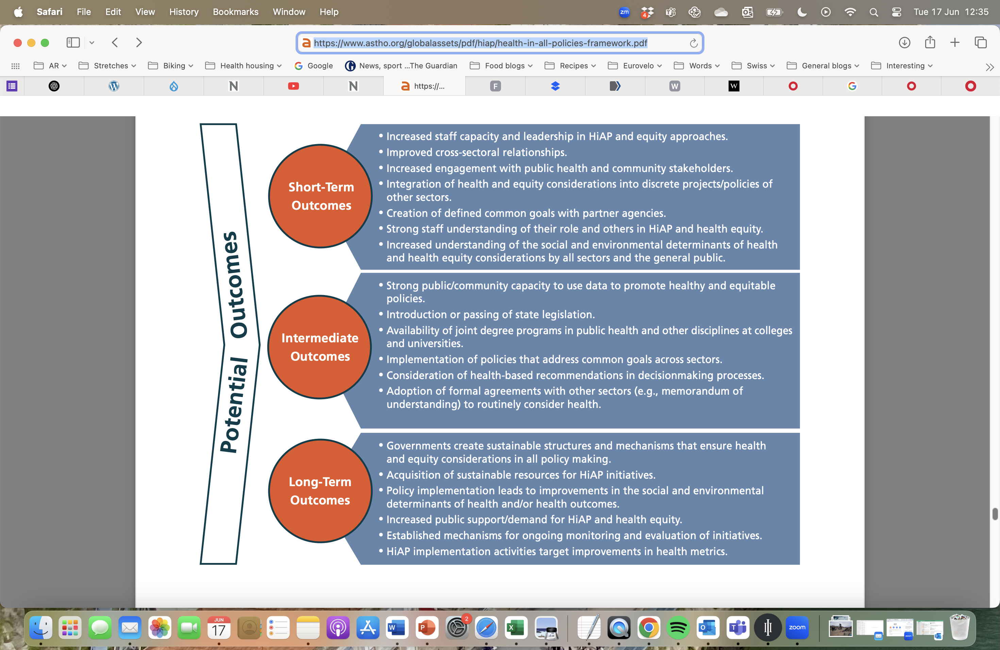 Safari File Edit View History Bookmarks Window Help
zm
4
Tue 17 Jun 12:35
https://www.astho.org/globalassets/pdf/hiap/health-in-all-policies-framework.pdf
AR Stretches Biking Health housing Google News, sport ...The Guardian Food blogs Recipes Eurovelo Words Swiss General blogs Interesting
https://...
F
W
W
Potential Outcomes
Short-Term
Outcomes
• Increased staff capacity and leadership in HiAP and equity approaches.
• Improved cross-sectoral relationships.
• Increased engagement with public health and community stakeholders.
• Integration of health and equity considerations into discrete projects/policies of
other sectors.
• Creation of defined common goals with partner agencies.
• Strong staff understanding of their role and others in HiAP and health equity.
• Increased understanding of the social and environmental determinants of health
and health equity considerations by all sectors and the general public.
Intermediate
Outcomes
• Strong public/community capacity to use data to promote healthy and equitable
policies.
• Introduction or passing of state legislation.
• Availability of joint degree programs in public health and other disciplines at colleges
and universities.
• Implementation of policies that address common goals across sectors.
• Consideration of health-based recommendations in decisionmaking processes.
• Adoption of formal agreements with other sectors (e.g., memorandum of
understanding) to routinely consider health.
Long-Term
Outcomes
• Governments create sustainable structures and mechanisms that ensure health
and equity considerations in all policy making.
• Acquisition of sustainable resources for HiAP initiatives.
• Policy implementation leads to improvements in the social and environmental
determinants of health and/or health outcomes.
• Increased public support/demand for HiAP and health equity.
• Established mechanisms for ongoing monitoring and evaluation of initiatives.
• HiAP implementation activities target improvements in health metrics.
JUN
17
W
P
2
X
O
T
zoom